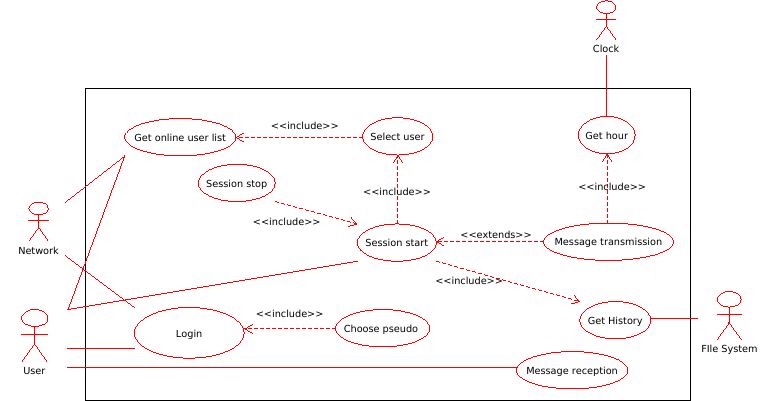 Clock
<<include>>
Get online user list
Select user
Get hour
Session stop
<<include>>
<<include>>
<<include>>
<<extends>>
Session start
Message transmission
Network
<<include>>
<<include>>
Login
Choose pseudo
Get History
FIle System
User
Message reception